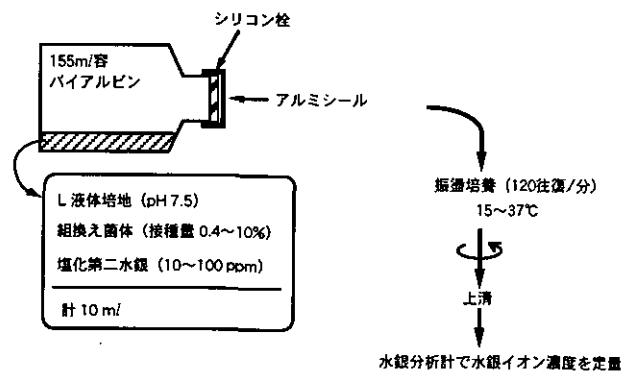 シリコン栓
155ml容
バイアルビン
アルミシール
L 液体培地（pH 7.5）
組換え菌体（接種量 0.4～10%）
塩化第二水銀（10～100 ppm）
計 10 ml
振盪培養（120往復/分）
15～37℃
上清
水銀分析計で水銀イオン濃度を定量